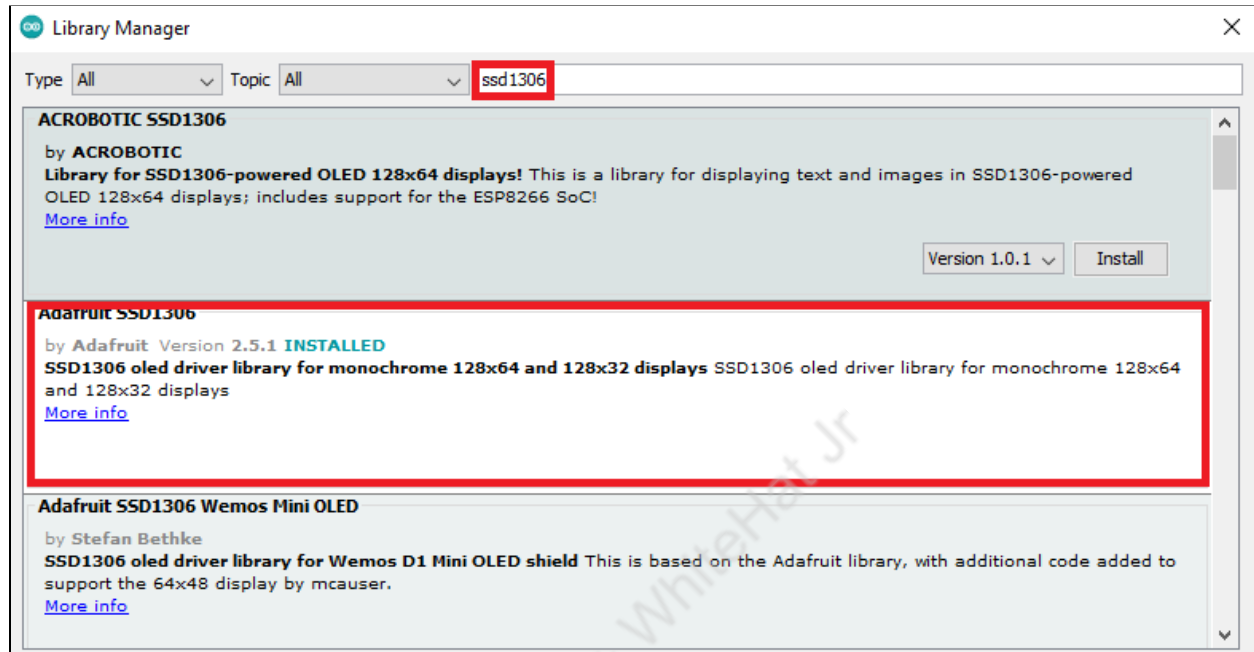 Library Manager
Type All Topic All ssd1306
ACROBOTIC SSD1306
by ACROBOTIC
Library for SSD1306-powered OLED 128x64 displays! This is a library for displaying text and images in SSD1306-powered
OLED 128x64 displays; includes support for the ESP8266 SoC!
More info
Version 1.0.1 Install
Adafruit SSD1306
by Adafruit Version 2.5.1 INSTALLED
SSD1306 oled driver library for monochrome 128x64 and 128x32 displays SSD1306 oled driver library for monochrome 128x64
and 128x32 displays
More info
WhiteHat Jr
Adafruit SSD1306 Wemos Mini OLED
by Stefan Bethke
SSD1306 oled driver library for Wemos D1 Mini OLED shield This is based on the Adafruit library, with additional code added to
support the 64x48 display by mcauser.
More info